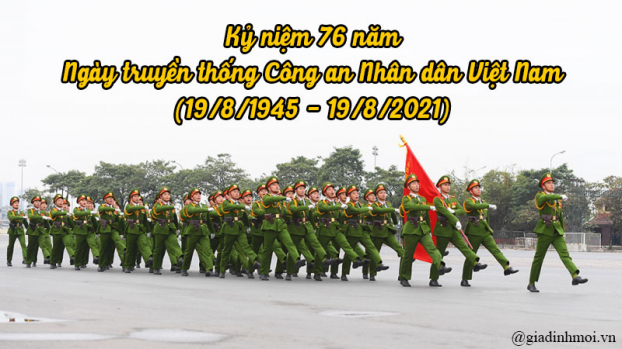 Kỷ niệm 76 năm
Ngày truyền thống Công an Nhân dân Việt Nam
(19/8/1945 - 19/8/2021)
@giadinhmoi.vn